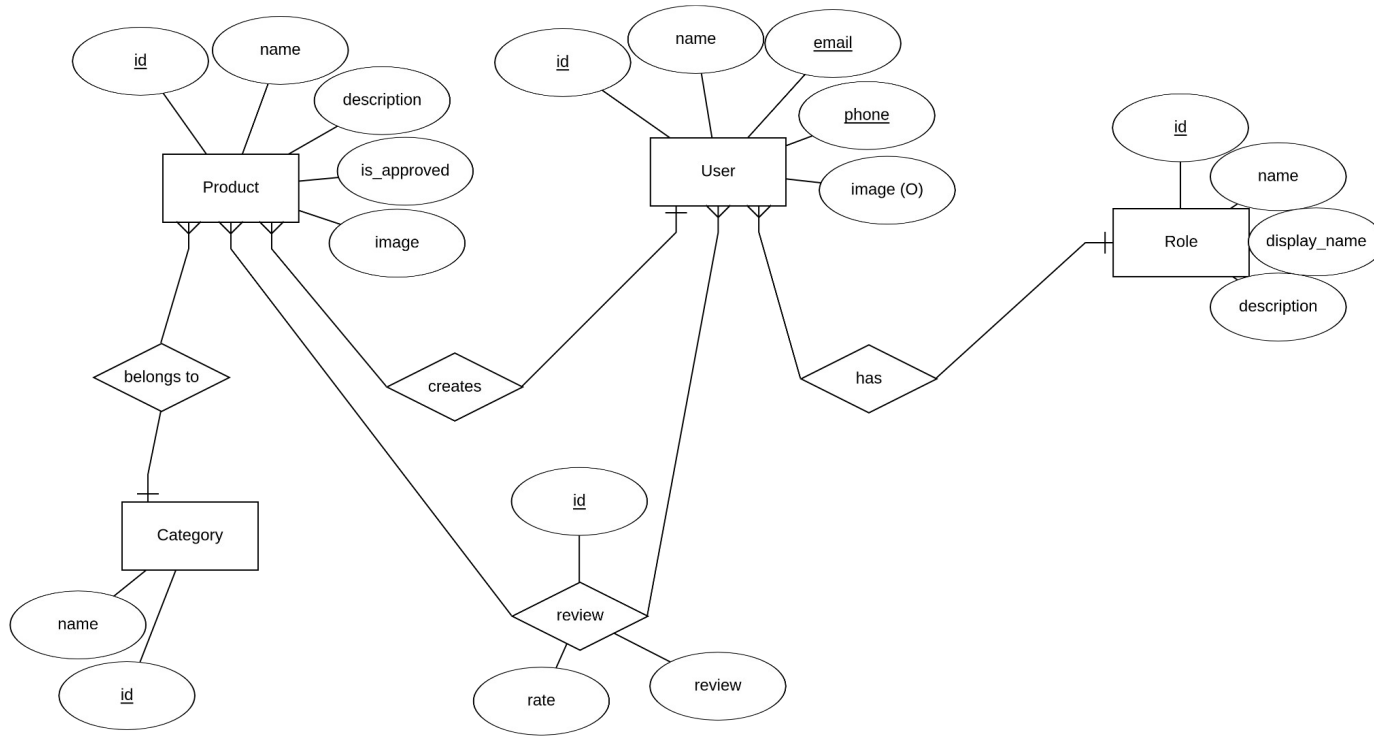 id
name
description
is_approved
image
Product
id
name
email
phone
image (O)
User
id
name
display_name
description
Role
belongs to
creates
has
Category
name
id
id
review
rate
review